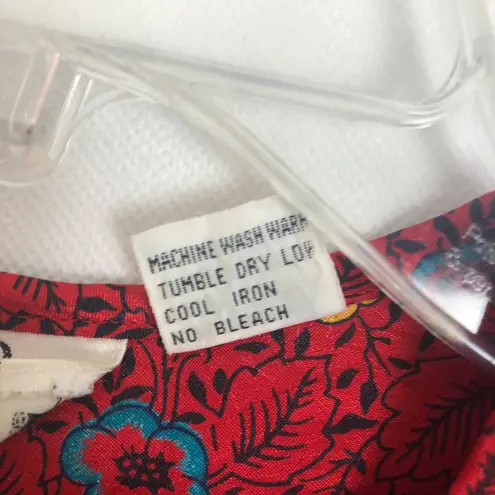 MACHINE WASH WARM
TUMBLE DRY LOW
COOL IRON
NO BLEACH